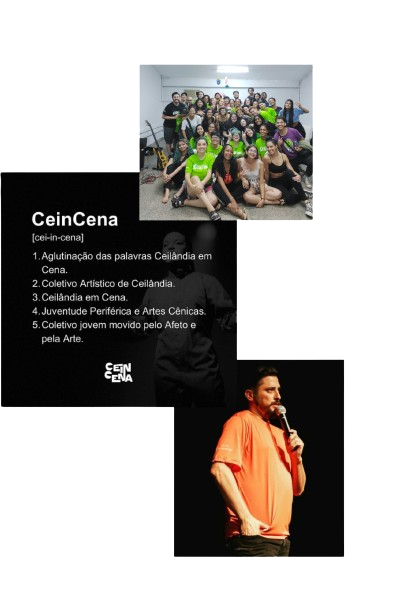 CeinCena
[cei-in-cena]
1.Aglutinação das palavras Ceilândia em
Cena.
2.Coletivo Artístico de Ceilândia.
3.Ceilândia em Cena.
4.Juventude Periférica e Artes Cênicas.
5.Coletivo jovem movido pelo Afeto e
pela Arte.
CEIN
CENA